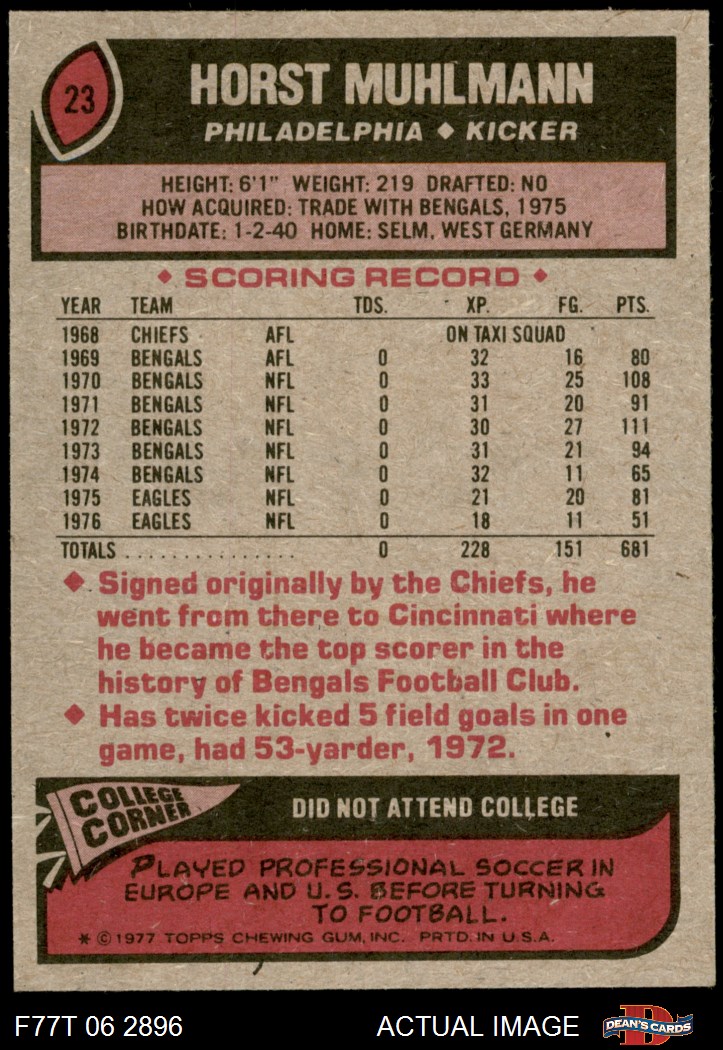 23
HORST MUHLMANN
PHILADELPHIA ◆ KICKER
HEIGHT: 6'1" WEIGHT: 219 DRAFTED: NO
HOW ACQUIRED: TRADE WITH BENGALS, 1975
BIRTHDATE: 1-2-40 HOME: SELM, WEST GERMANY
◆ SCORING RECORD ◆
YEAR TEAM TDS. XP. FG. PTS.
1968 CHIEFS AFL ON TAXI SQUAD
1969 BENGALS AFL 0 32 16 80
1970 BENGALS NFL 0 33 25 108
1971 BENGALS NFL 0 31 20 91
1972 BENGALS NFL 0 30 27 111
1973 BENGALS NFL 0 31 21 94
1974 BENGALS NFL 0 32 11 65
1975 EAGLES NFL 0 21 20 81
1976 EAGLES NFL 0 18 11 51
TOTALS ................ 0 228 151 681
◆ Signed originally by the Chiefs, he
went from there to Cincinnati where
he became the top scorer in the
history of Bengals Football Club.
◆ Has twice kicked 5 field goals in one
game, had 53-yarder, 1972.
COLLEGE
CORNER
DID NOT ATTEND COLLEGE
PLAYED PROFESSIONAL SOCCER IN
EUROPE AND U.S. BEFORE TURNING
TO FOOTBALL.
* © 1977 TOPPS CHEWING GUM, INC. PRTD. IN U.S.A.
F77T 06 2896 ACTUAL IMAGE
D
DEAN'S CARDS